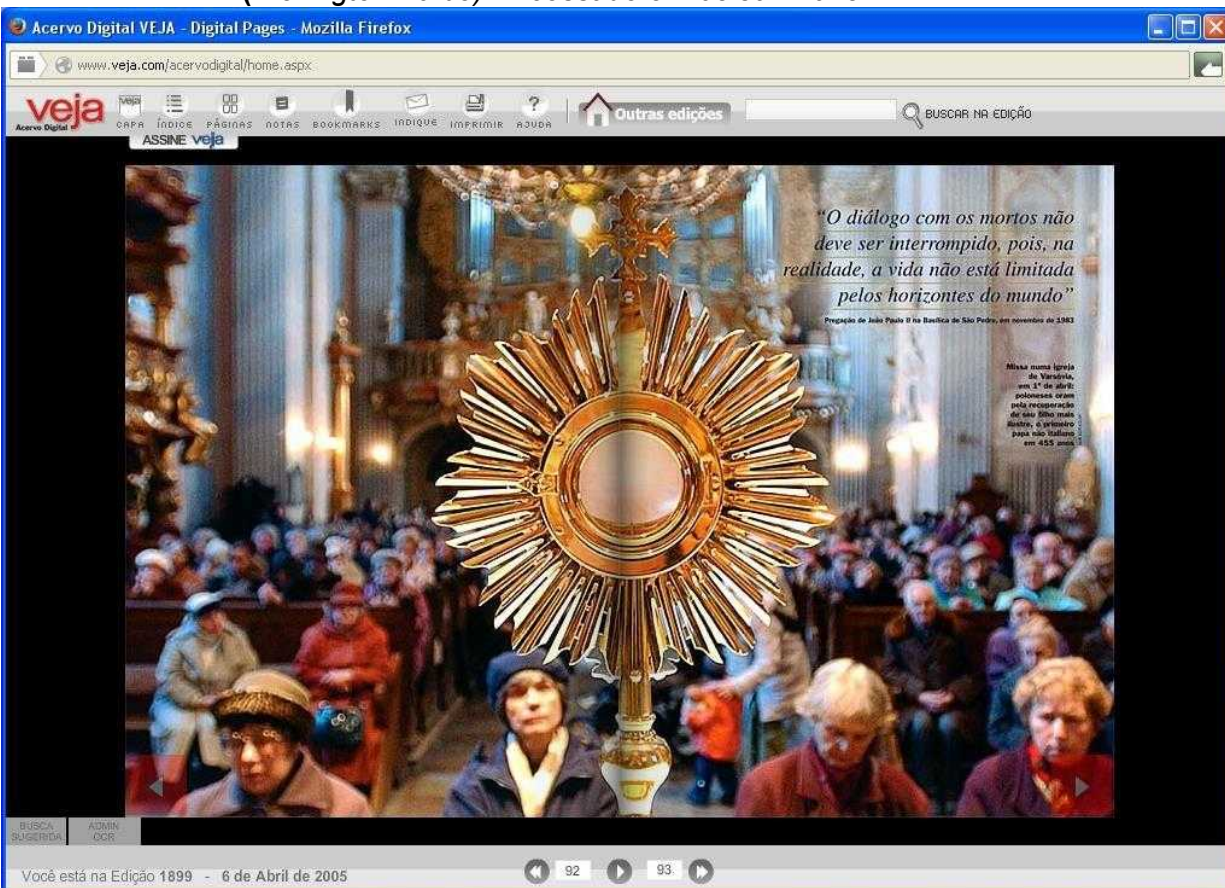 Acervo Digital VEJA - Digital Pages - Mozilla Firefox
www.veja.com/acervodigital/home.aspx
veja
Acervo Digital
CAPA ÍNDICE PÁGINAS NOTAS BOOKMARKS INDIQUE IMPRIMIR AJUDA
Outras edições
BUSCAR NA EDIÇÃO
ASSINE veja
“O diálogo com os mortos não
deve ser interrompido, pois, na
realidade, a vida não está limitada
pelos horizontes do mundo”
Pregação de João Paulo II na Basílica de São Pedro, em novembro de 1983
Missa numa igreja
de Varsóvia,
em 1º de abril:
poloneses oram
pela recuperação
de seu filho mais
ilustre, o primeiro
papa não italiano
em 455 anos
BUSCA
SUGERIDA
ADMIN
OCR
92 93
Você está na Edição 1899 - 6 de Abril de 2005